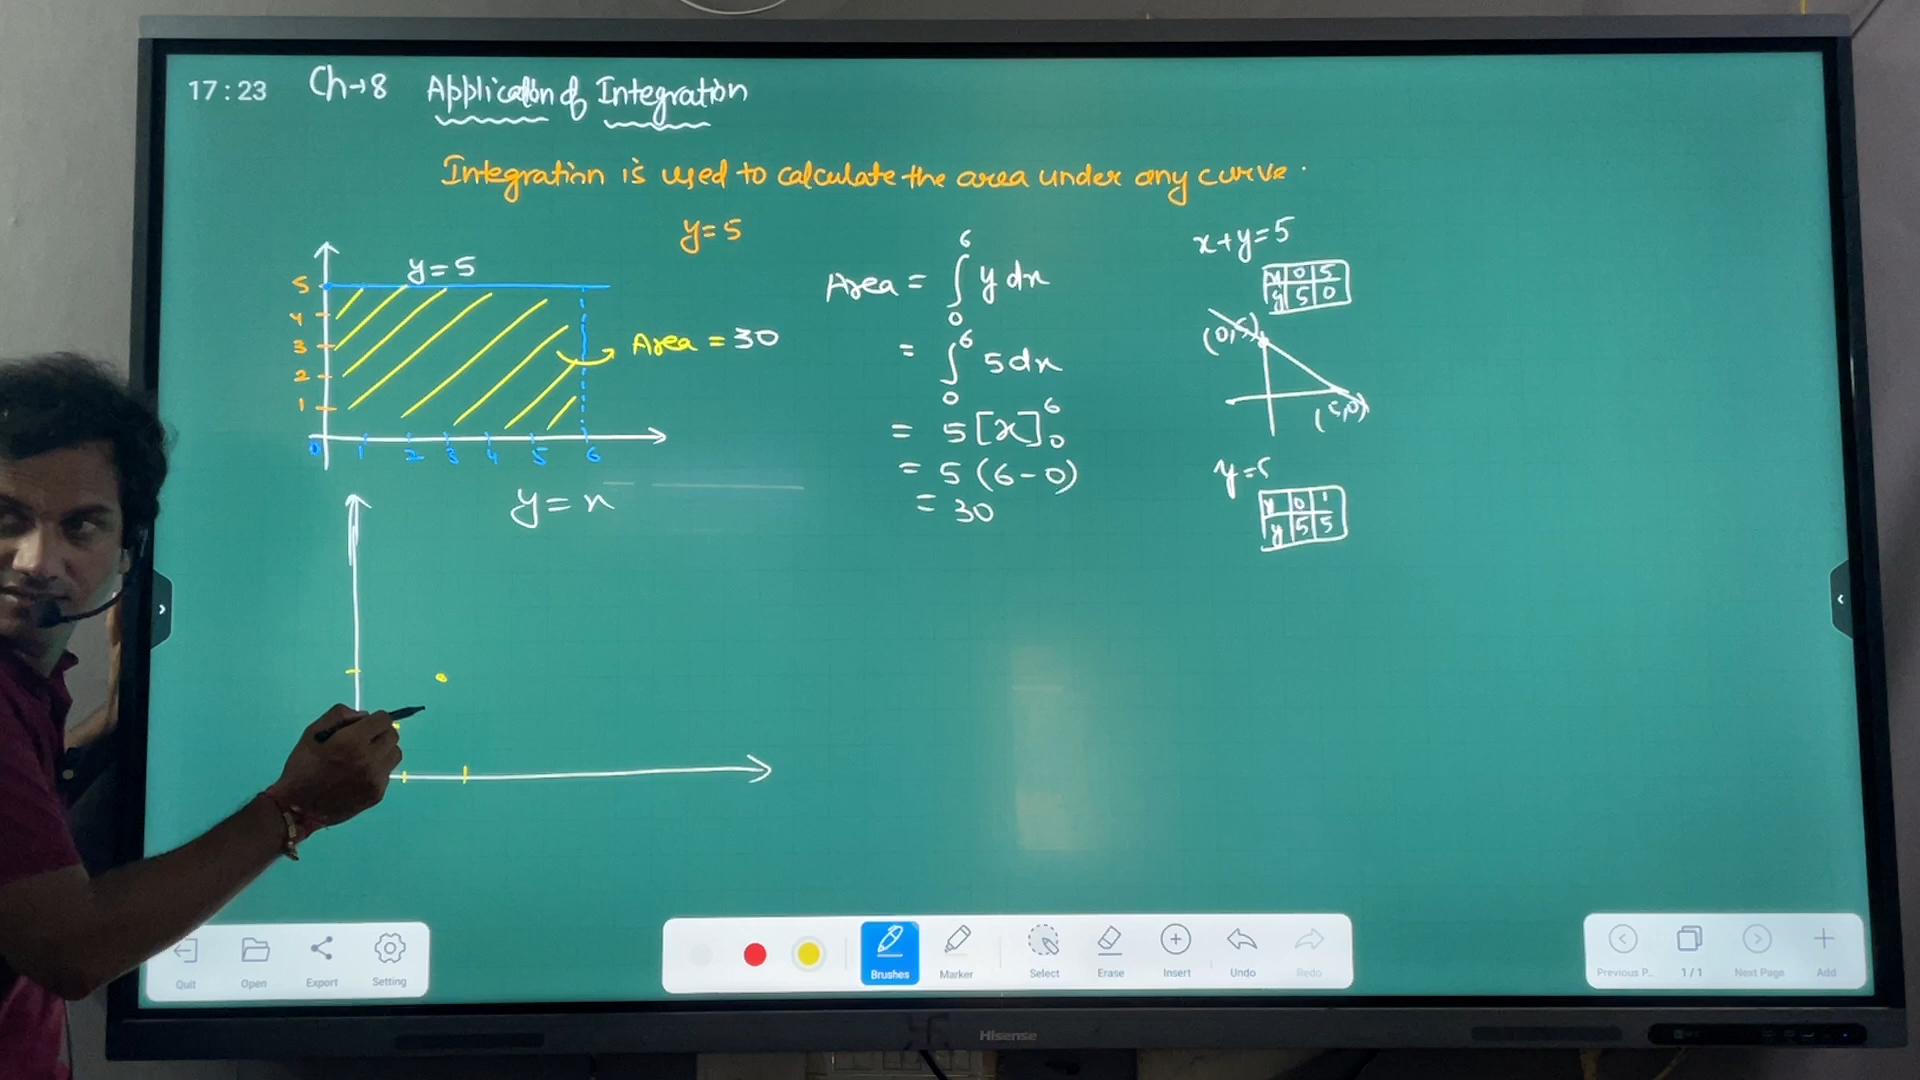 17:23 Ch→8 Application of Integration
Integration is used to calculate the area under any curve.
y=5
y=5
5
4
3
2
1
0 1 2 3 4 5 6
Area = 30
Area = ∫₀⁶ y dx
= ∫₀⁶ 5 dx
= 5 [x]₀⁶
= 5 (6-0)
= 30
x+y=5
x 0 5
y 5 0
(0,5)
(5,0)
y=5
x 0 1
y 5 5
y=x
Quit Open Export Setting
Brushes Marker Select Erase Insert Undo Redo
Previous P... 1/1 Next Page Add
Hisense